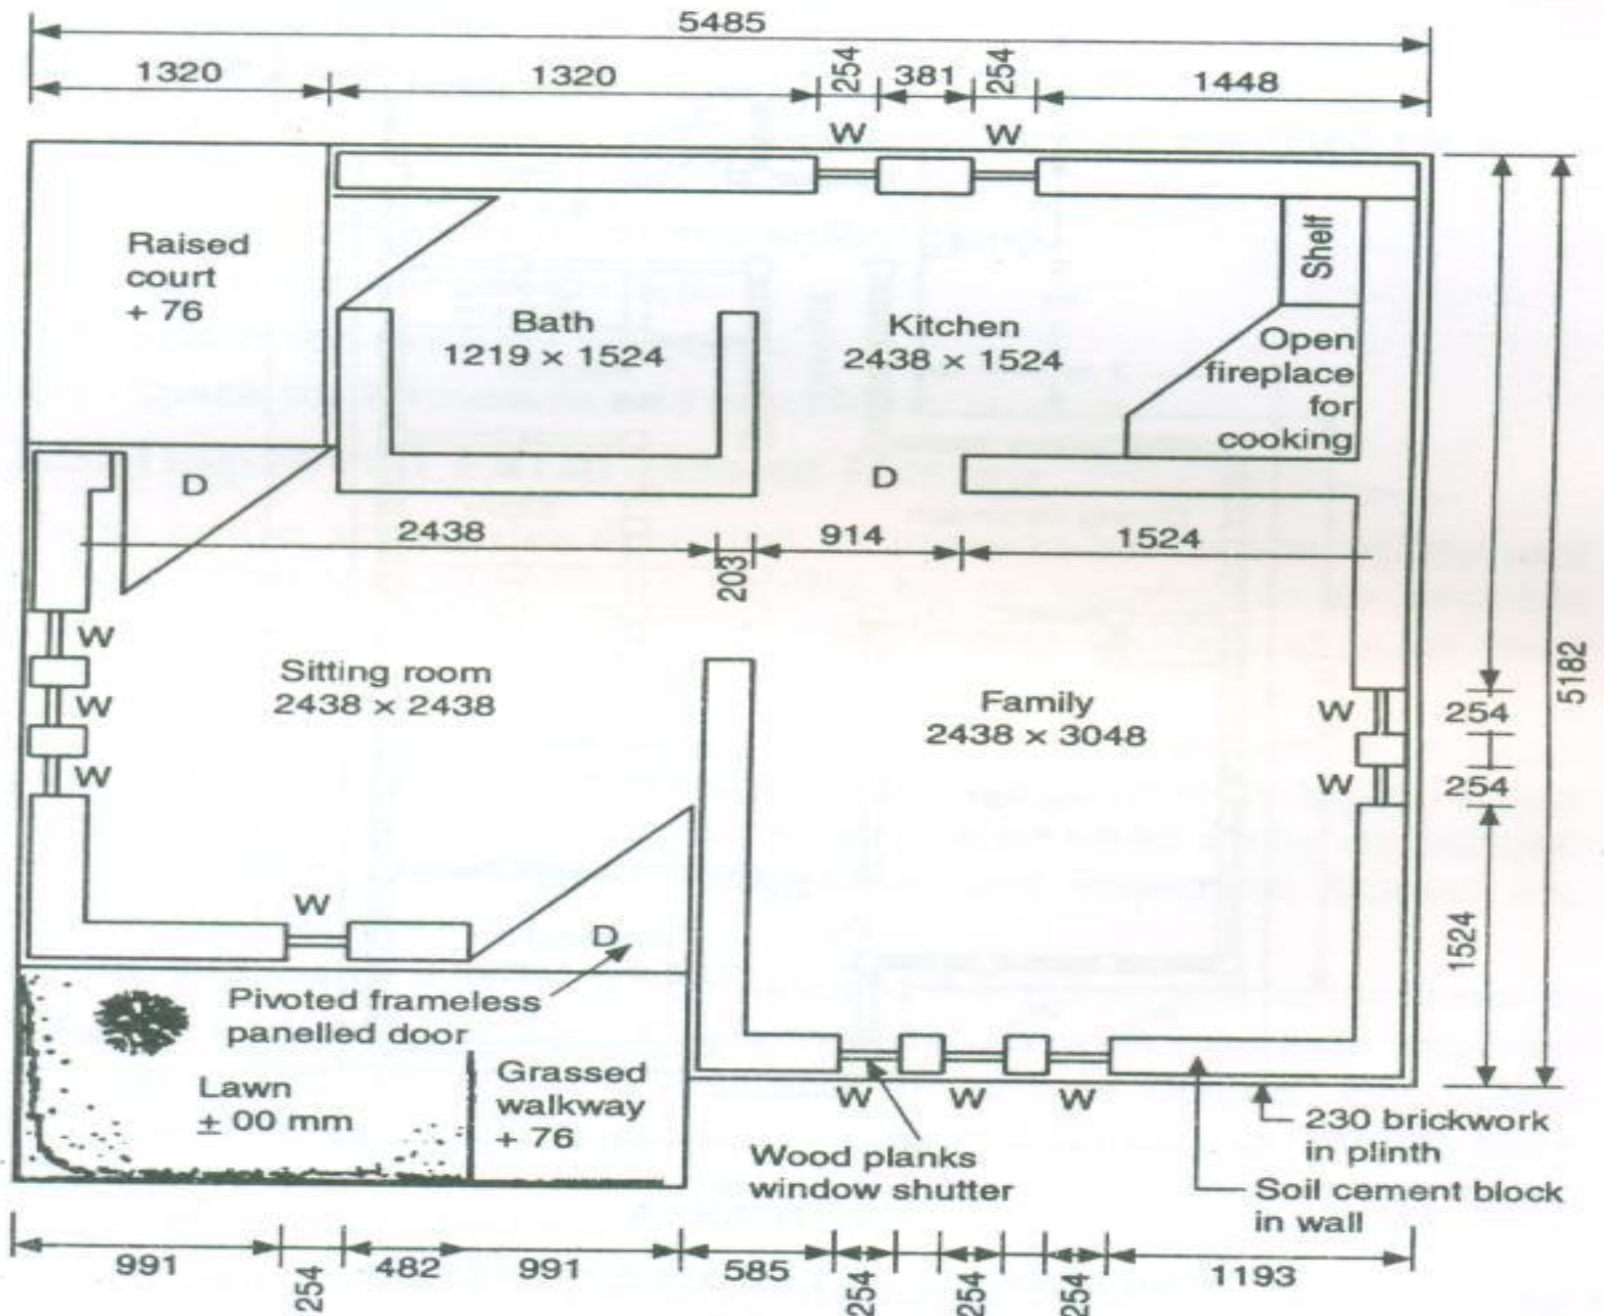 5485
1320
1320
254
381
254
1448
W
W
Raised
court
+ 76
Shelf
Bath
1219 x 1524
Kitchen
2438 x 1524
Open
fireplace
for
cooking
D
D
2438
203
914
1524
W
W
W
Sitting room
2438 x 2438
Family
2438 x 3048
W
W
254
254
5182
1524
W
D
Pivoted frameless
panelled door
Lawn
± 00 mm
Grassed
walkway
+ 76
W
W
W
Wood planks
window shutter
230 brickwork
in plinth
Soil cement block
in wall
991
254
482
991
585
254
254
254
1193